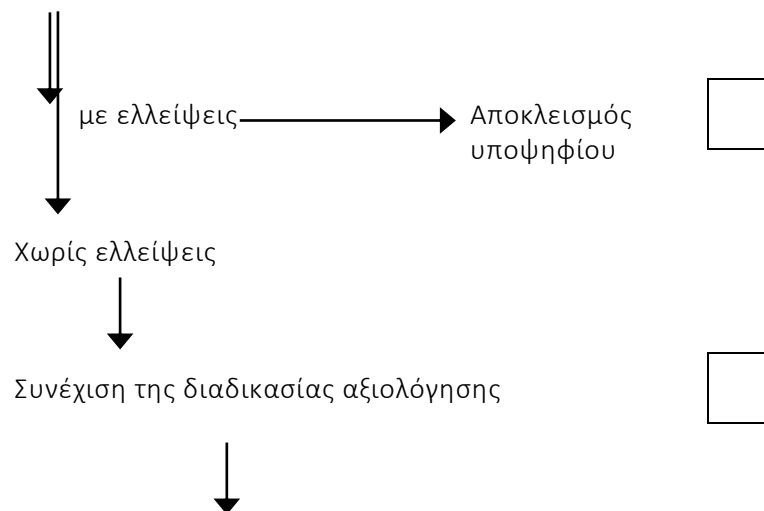 με ελλείψεις
Αποκλεισμός
υποψηφίου
Χωρίς ελλείψεις
Συνέχιση της διαδικασίας αξιολόγησης